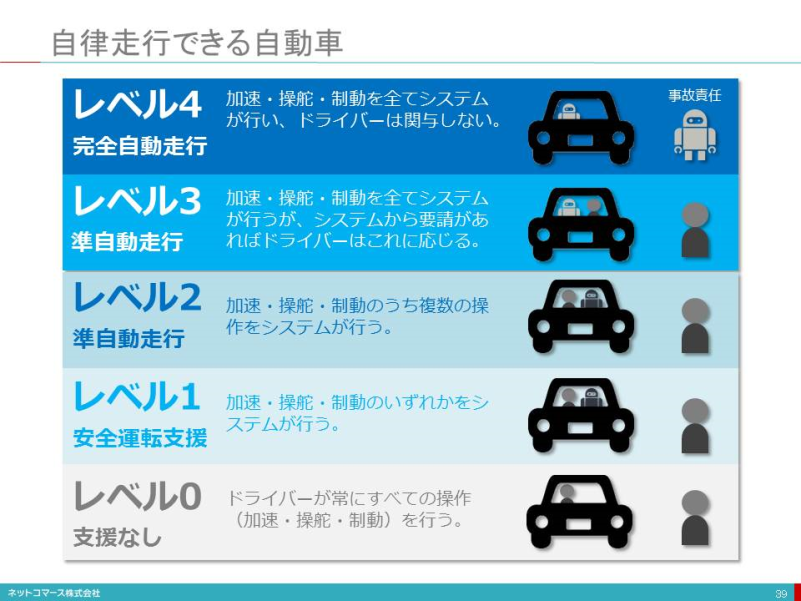 自律走行できる自動車
レベル4
完全自動走行
加速・操舵・制動を全てシステム
が行い、ドライバーは関与しない。
事故責任
レベル3
準自動走行
加速・操舵・制動を全てシステム
が行うが、システムから要請があ
ればドライバーはこれに応じる。
レベル2
準自動走行
加速・操舵・制動のうち複数の操
作をシステムが行う。
レベル1
安全運転支援
加速・操舵・制動のいずれかをシ
ステムが行う。
レベル0
支援なし
ドライバーが常にすべての操作
（加速・操舵・制動）を行う。
ネットコマース株式会社
39